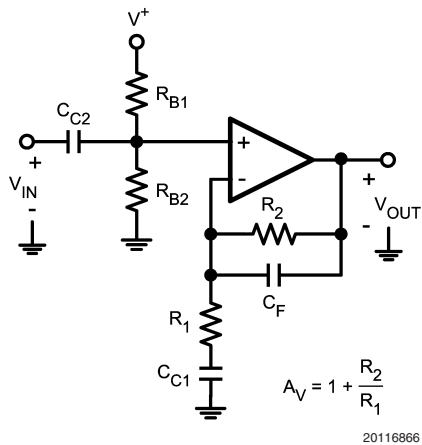 V+
CC2
RB1
+
VIN
-
RB2
+
-
R2
CF
+
VOUT
-
R1
CC1
AV = 1 + R2/R1
20116866